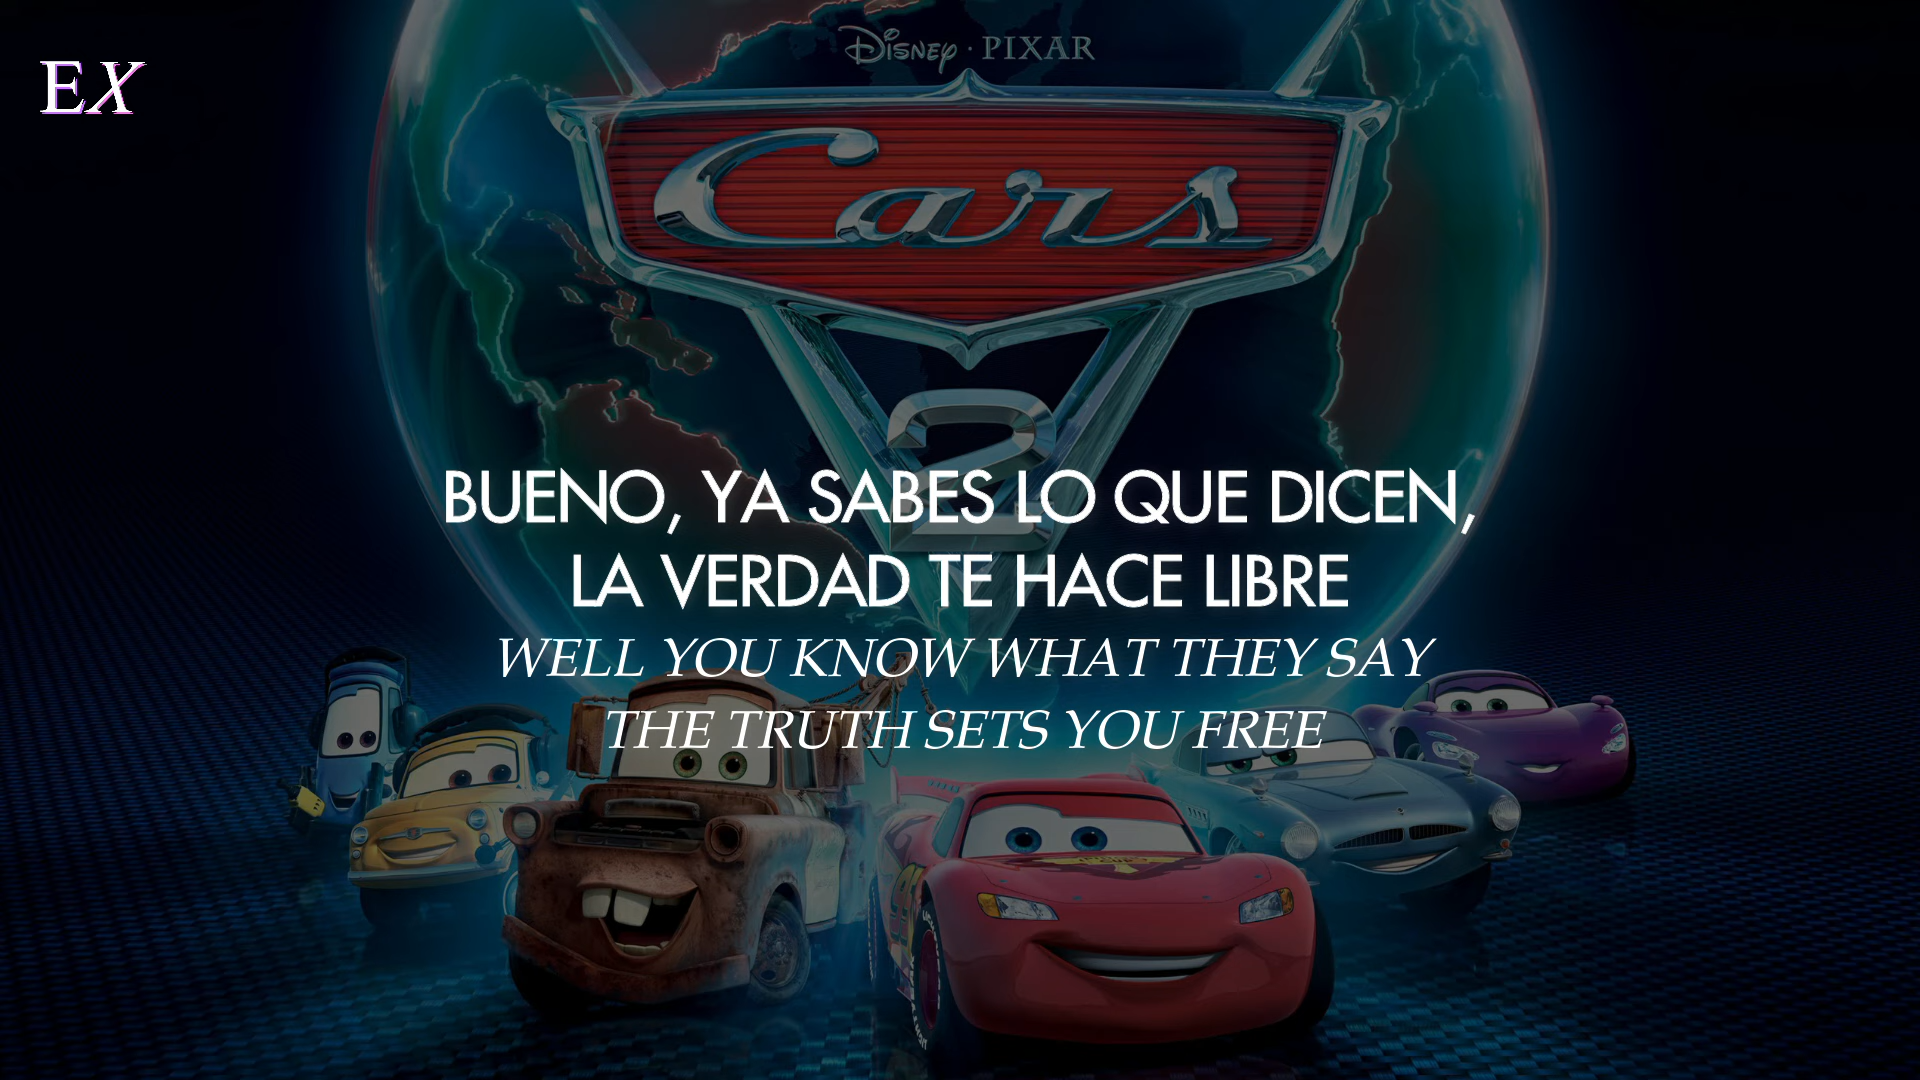 Disney · PIXAR
EX
Cars
2
BUENO, YA SABES LO QUE DICEN,
LA VERDAD TE HACE LIBRE
WELL YOU KNOW WHAT THEY SAY
THE TRUTH SETS YOU FREE